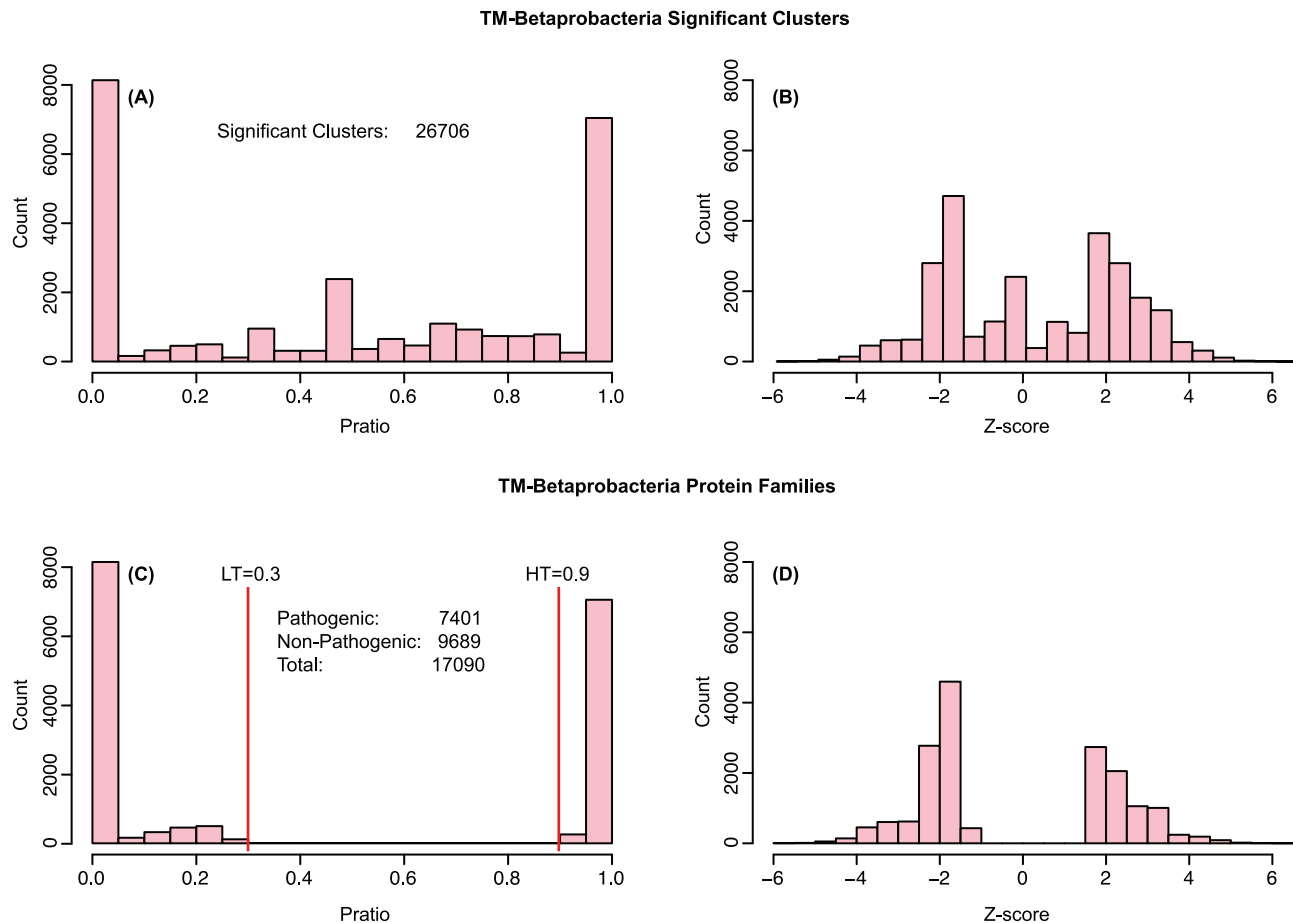 TM-Betaprobacteria Significant Clusters
(A)
Significant Clusters: 26706
Count
0 2000 4000 6000 8000
0.0 0.2 0.4 0.6 0.8 1.0
Pratio
(B)
Count
0 2000 4000 6000 8000
−6 −4 −2 0 2 4 6
Z-score
TM-Betaprobacteria Protein Families
(C)
LT=0.3
HT=0.9
Pathogenic: 7401
Non-Pathogenic: 9689
Total: 17090
Count
0 2000 4000 6000 8000
0.0 0.2 0.4 0.6 0.8 1.0
Pratio
(D)
Count
0 2000 4000 6000 8000
−6 −4 −2 0 2 4 6
Z-score